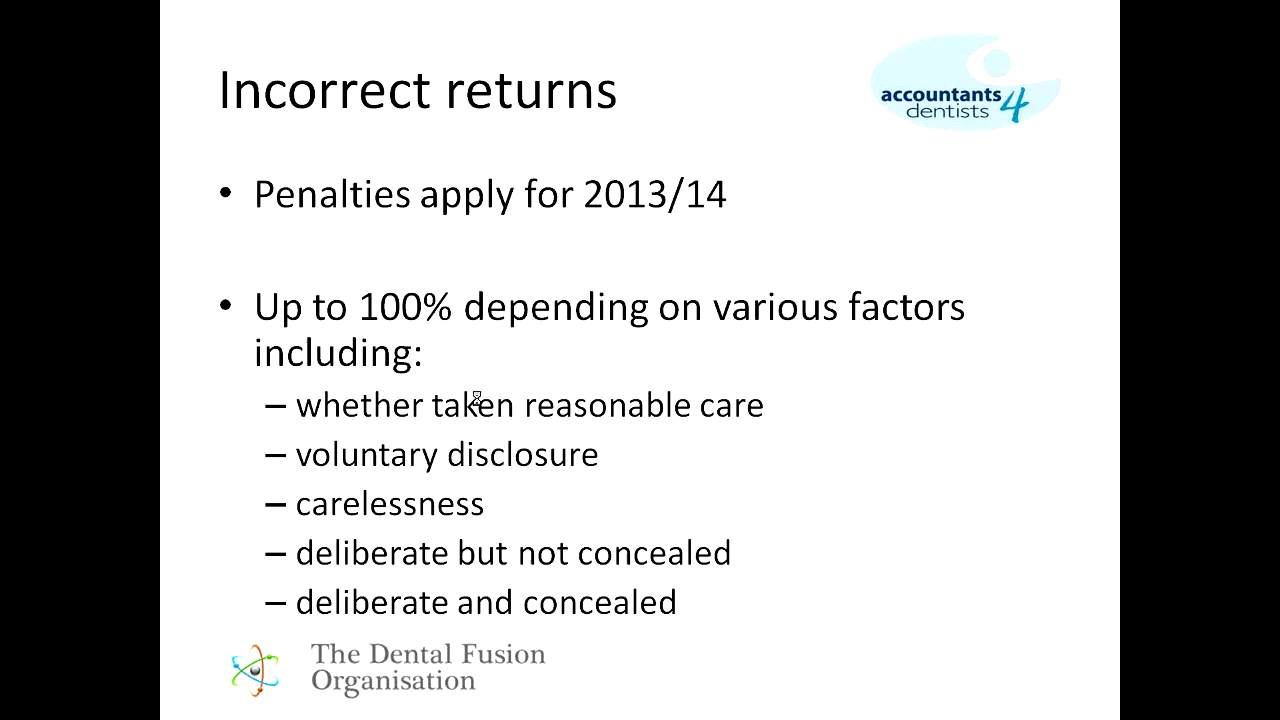 Incorrect returns
accountants 4
dentists
• Penalties apply for 2013/14
• Up to 100% depending on various factors
including:
– whether taken reasonable care
– voluntary disclosure
– carelessness
– deliberate but not concealed
– deliberate and concealed
The Dental Fusion
Organisation